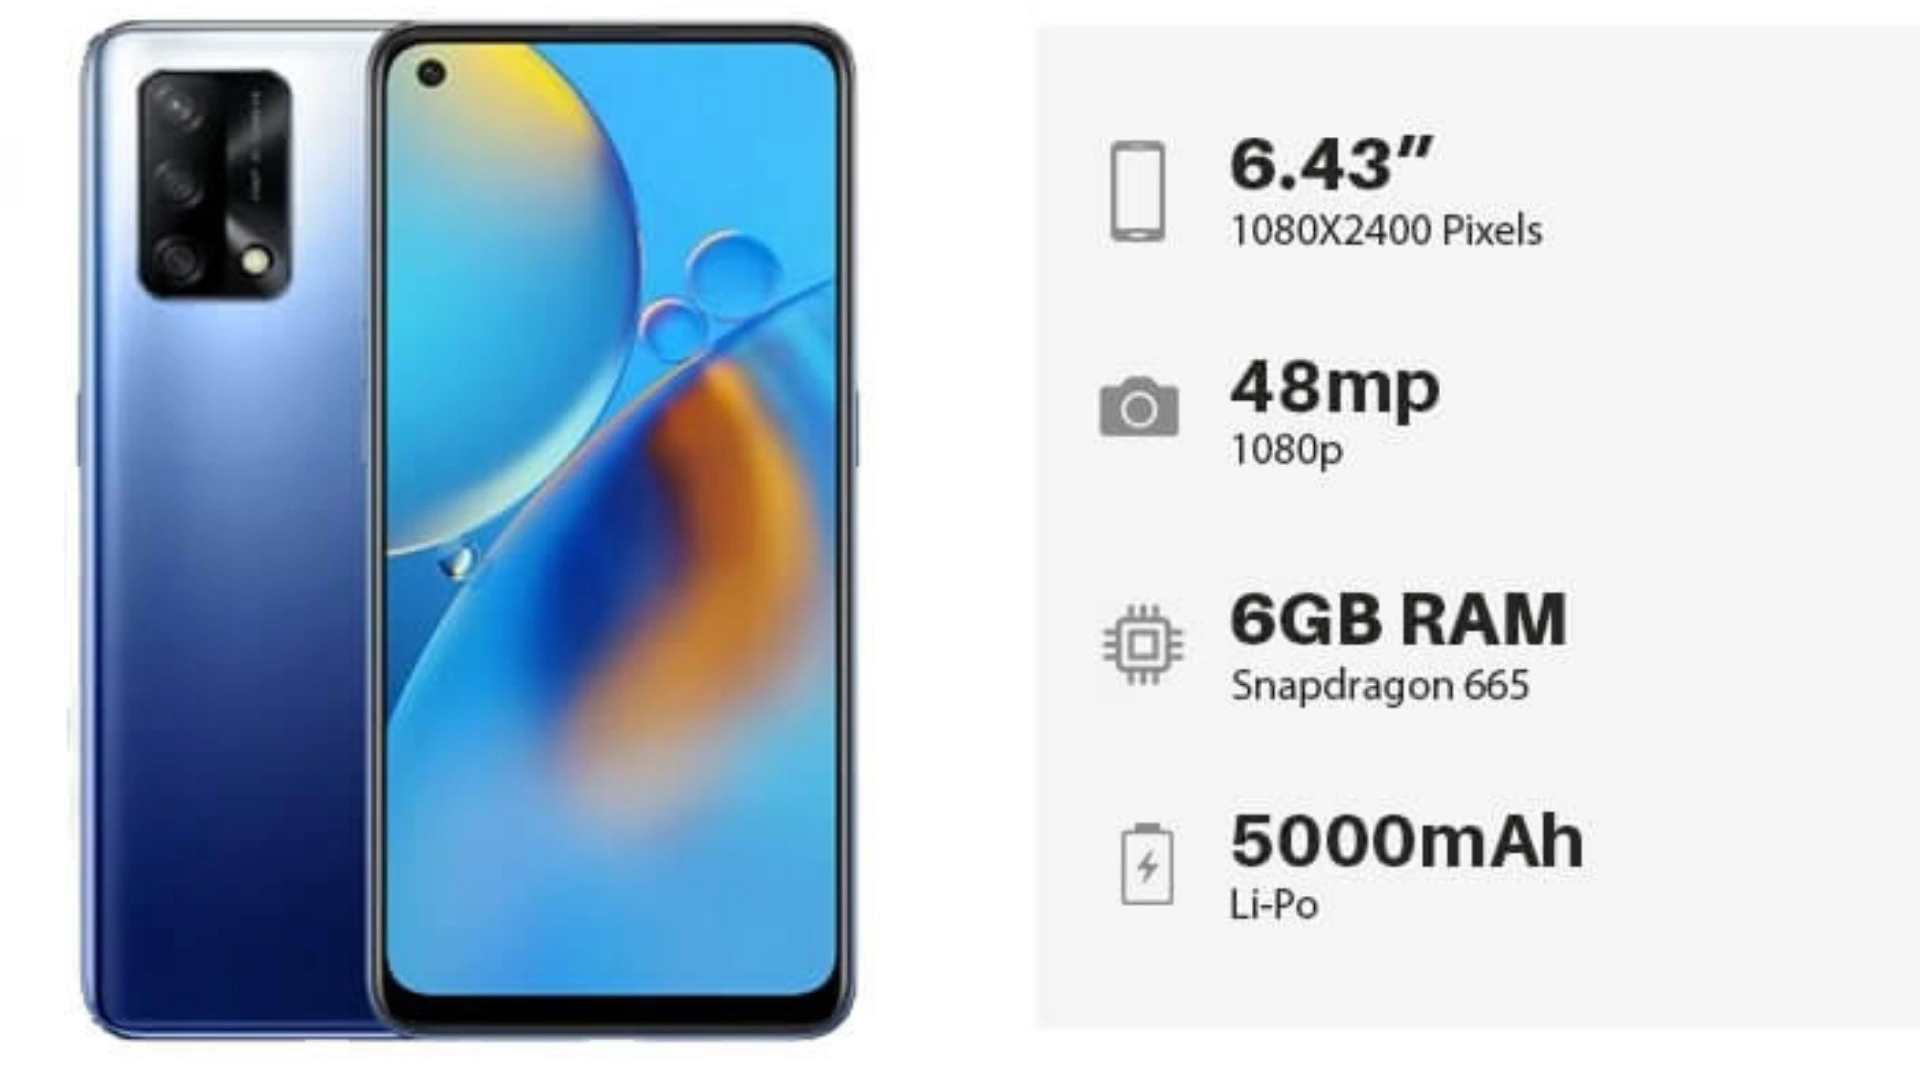 6.43”
1080X2400 Pixels
48mp
1080p
6GB RAM
Snapdragon 665
5000mAh
Li-Po